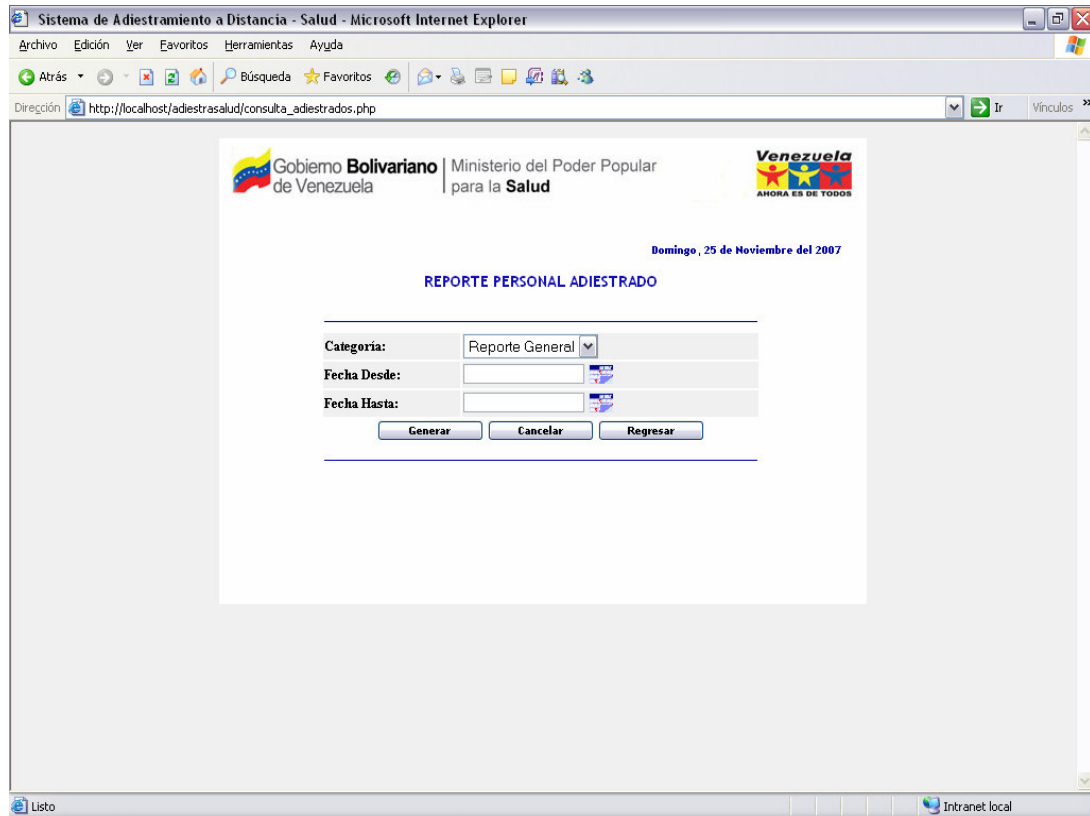 Sistema de Adiestramiento a Distancia - Salud - Microsoft Internet Explorer
Archivo Edición Ver Favoritos Herramientas Ayuda
Atrás Búsqueda Favoritos
Dirección http://localhost/adiestrasalud/consulta_adiestrados.php Ir Vínculos »
Gobierno Bolivariano de Venezuela
Ministerio del Poder Popular para la Salud
Venezuela
AHORA ES DE TODOS
Domingo, 25 de Noviembre del 2007
REPORTE PERSONAL ADIESTRADO
Categoría: Reporte General
Fecha Desde:
Fecha Hasta:
Generar Cancelar Regresar
Listo Intranet local